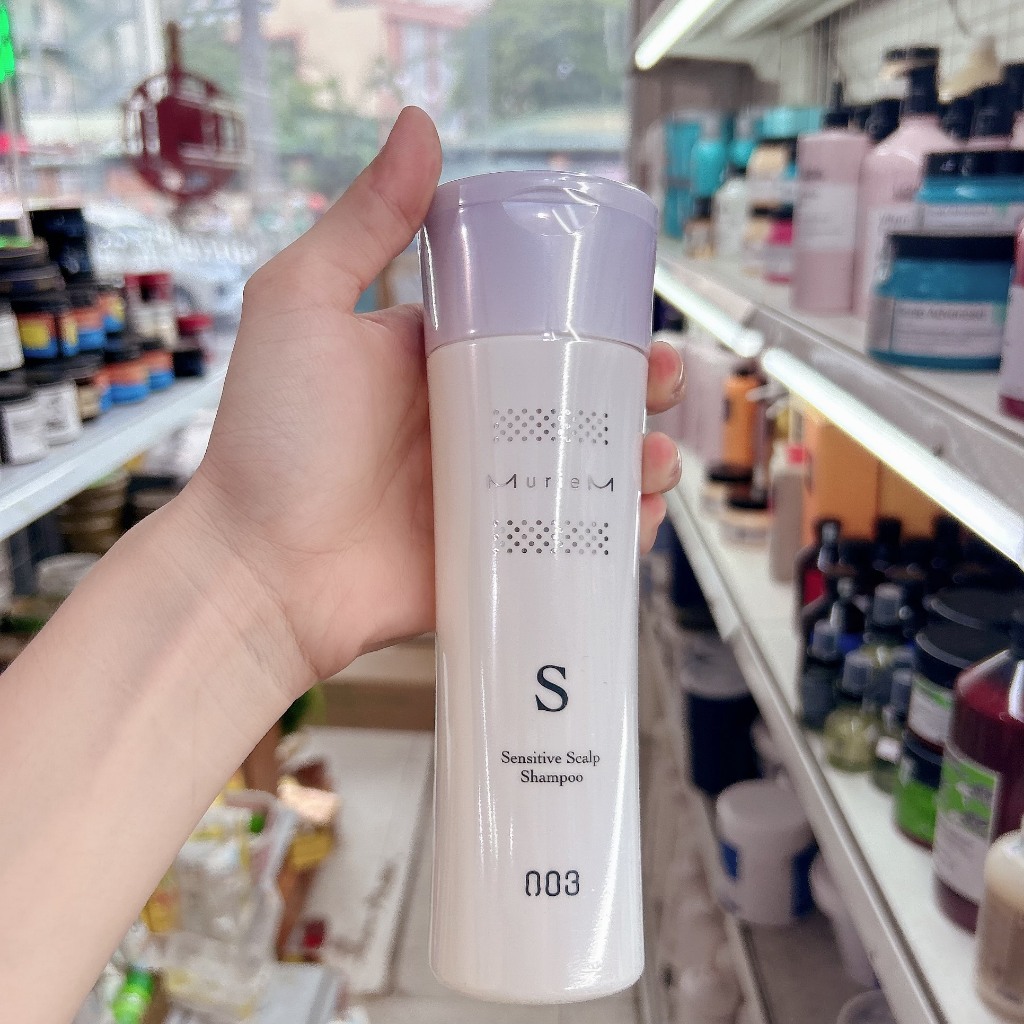 MurieM
S
Sensitive Scalp
Shampoo
003